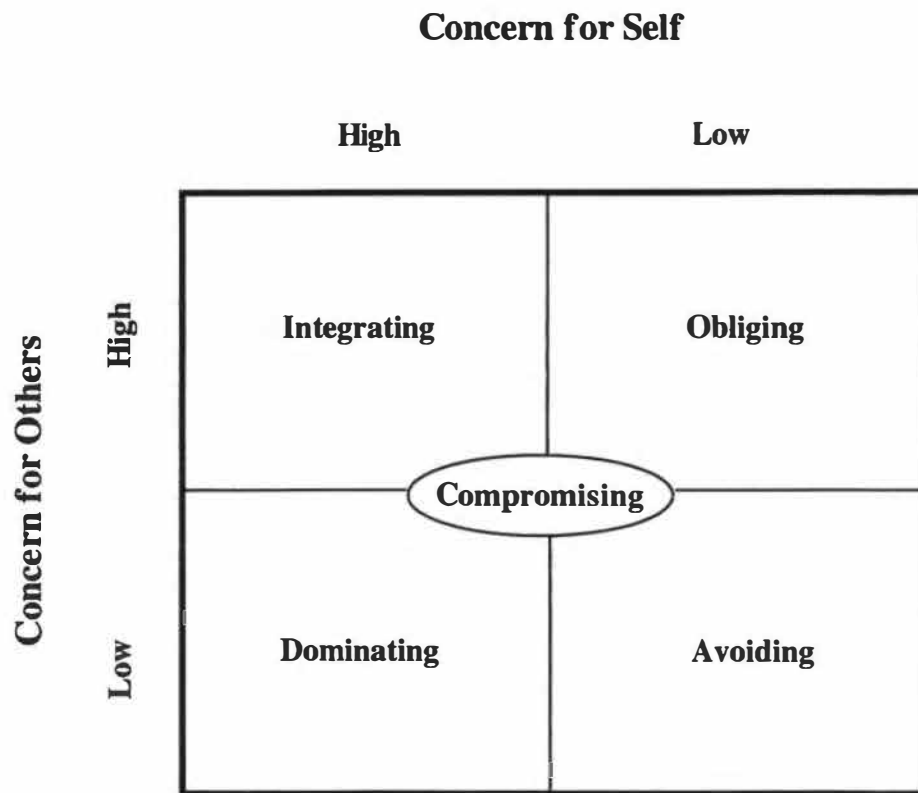 Concern for Self
High
Low
Concern for Others
High
Integrating
Obliging
Compromising
Low
Dominating
Avoiding